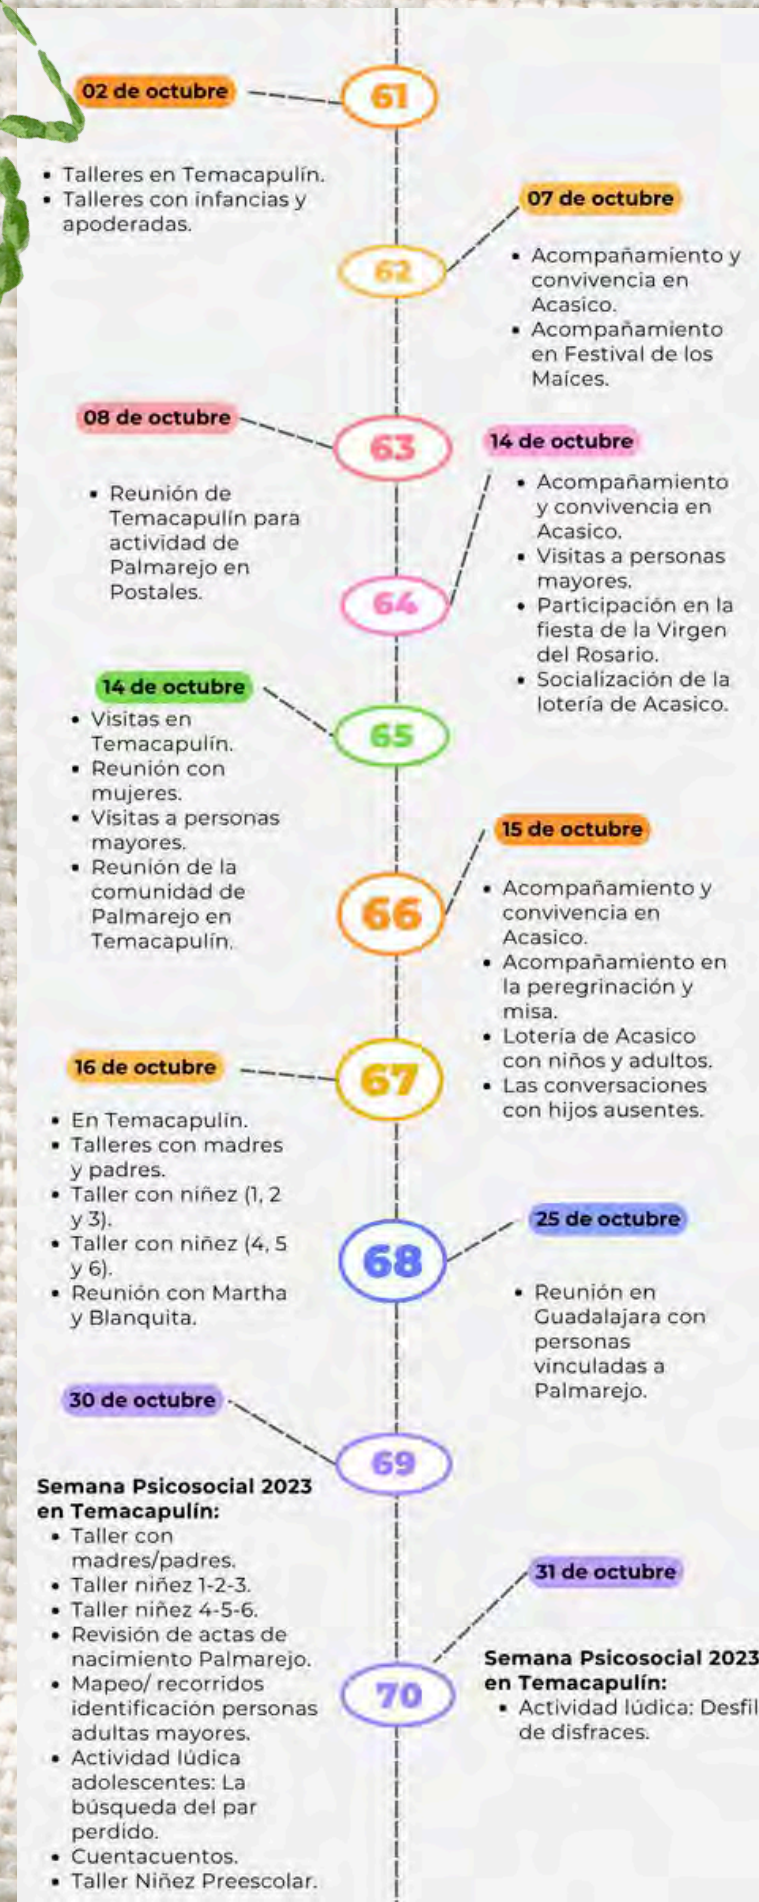 02 de octubre
61
• Talleres en Temacapulín.
• Talleres con infancias y
apoderadas.
07 de octubre
62
• Acompañamiento y
convivencia en
Acasico.
• Acompañamiento
en Festival de los
Maíces.
08 de octubre
63
• Reunión de
Temacapulín para
actividad de
Palmarejo en
Postales.
14 de octubre
64
• Acompañamiento
y convivencia en
Acasico.
• Visitas a personas
mayores.
• Participación en la
fiesta de la Virgen
del Rosario.
• Socialización de la
lotería de Acasico.
14 de octubre
65
• Visitas en
Temacapulín.
• Reunión con
mujeres.
• Visitas a personas
mayores.
• Reunión de la
comunidad de
Palmarejo en
Temacapulín.
15 de octubre
66
• Acompañamiento y
convivencia en
Acasico.
• Acompañamiento en
la peregrinación y
misa.
• Lotería de Acasico
con niños y adultos.
• Las conversaciones
con hijos ausentes.
16 de octubre
67
• En Temacapulín.
• Talleres con madres
y padres.
• Taller con niñez (1, 2
y 3).
• Taller con niñez (4, 5
y 6).
• Reunión con Martha
y Blanquita.
25 de octubre
68
• Reunión en
Guadalajara con
personas
vinculadas a
Palmarejo.
30 de octubre
69
Semana Psicosocial 2023
en Temacapulín:
• Taller con
madres/padres.
• Taller niñez 1-2-3.
• Taller niñez 4-5-6.
• Revisión de actas de
nacimiento Palmarejo.
• Mapeo/ recorridos
identificación personas
adultas mayores.
• Actividad lúdica
adolescentes: La
búsqueda del par
perdido.
• Cuentacuentos.
• Taller Niñez Preescolar.
31 de octubre
70
Semana Psicosocial 2023
en Temacapulín:
• Actividad lúdica: Desfil
de disfraces.